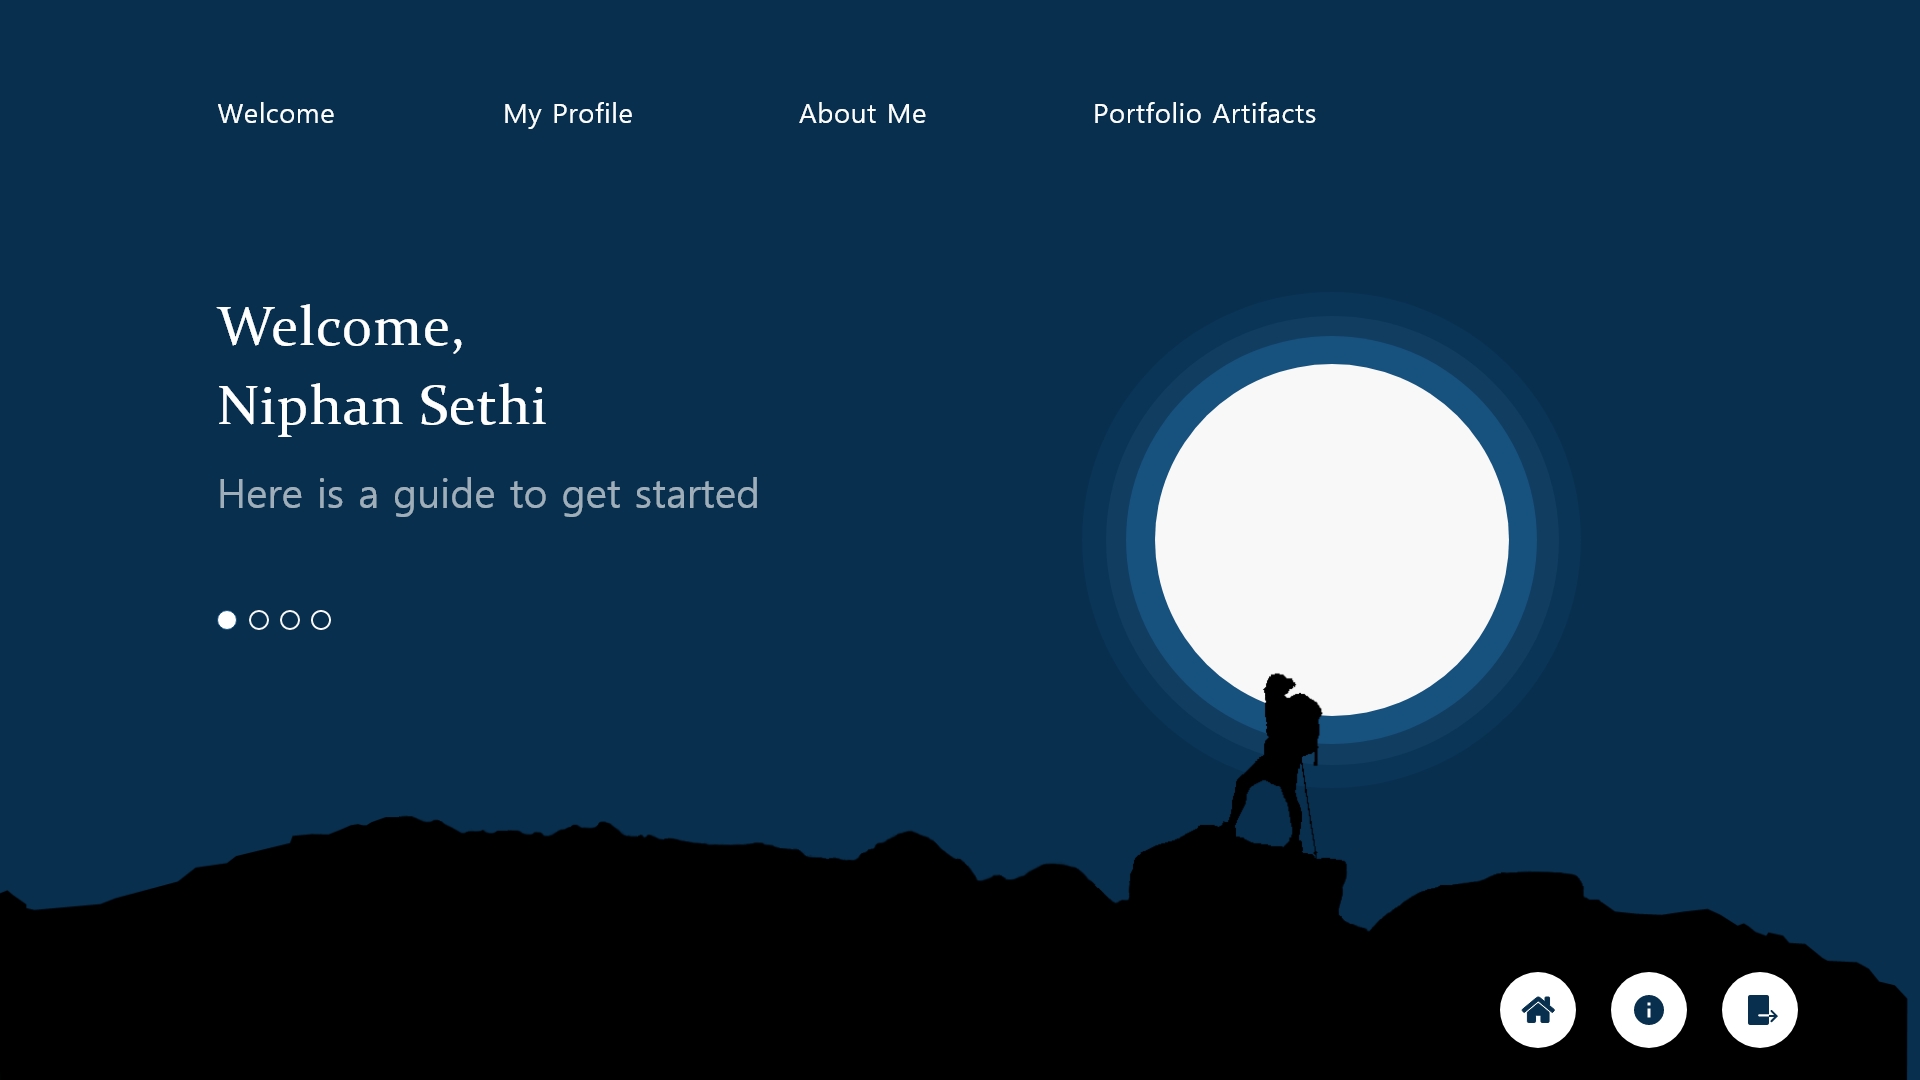 Welcome
My Profile
About Me
Portfolio Artifacts
Welcome,
Niphan Sethi
Here is a guide to get started